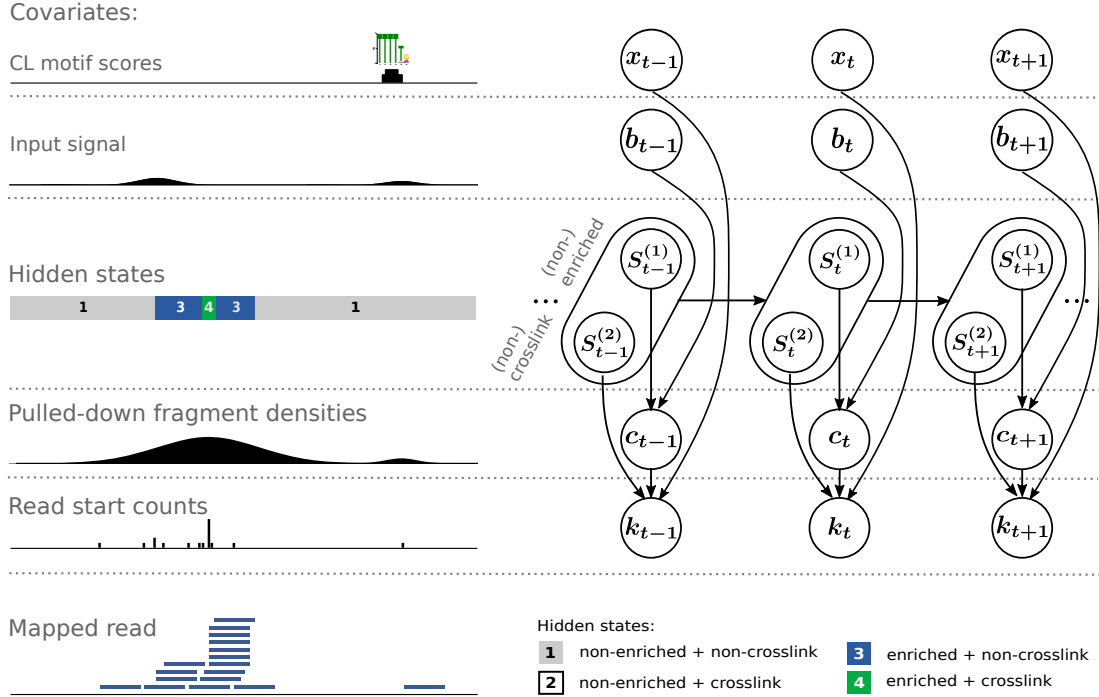 Covariates:
CL motif scores
x_{t-1} x_t x_{t+1}
Input signal
b_{t-1} b_t b_{t+1}
(non-) enriched
S_{t-1}^{(1)} S_t^{(1)} S_{t+1}^{(1)}
Hidden states
1 3 4 3 1
... ...
(non-) crosslink
S_{t-1}^{(2)} S_t^{(2)} S_{t+1}^{(2)}
Pulled-down fragment densities
c_{t-1} c_t c_{t+1}
Read start counts
k_{t-1} k_t k_{t+1}
Mapped read
Hidden states:
1 non-enriched + non-crosslink
2 non-enriched + crosslink
3 enriched + non-crosslink
4 enriched + crosslink